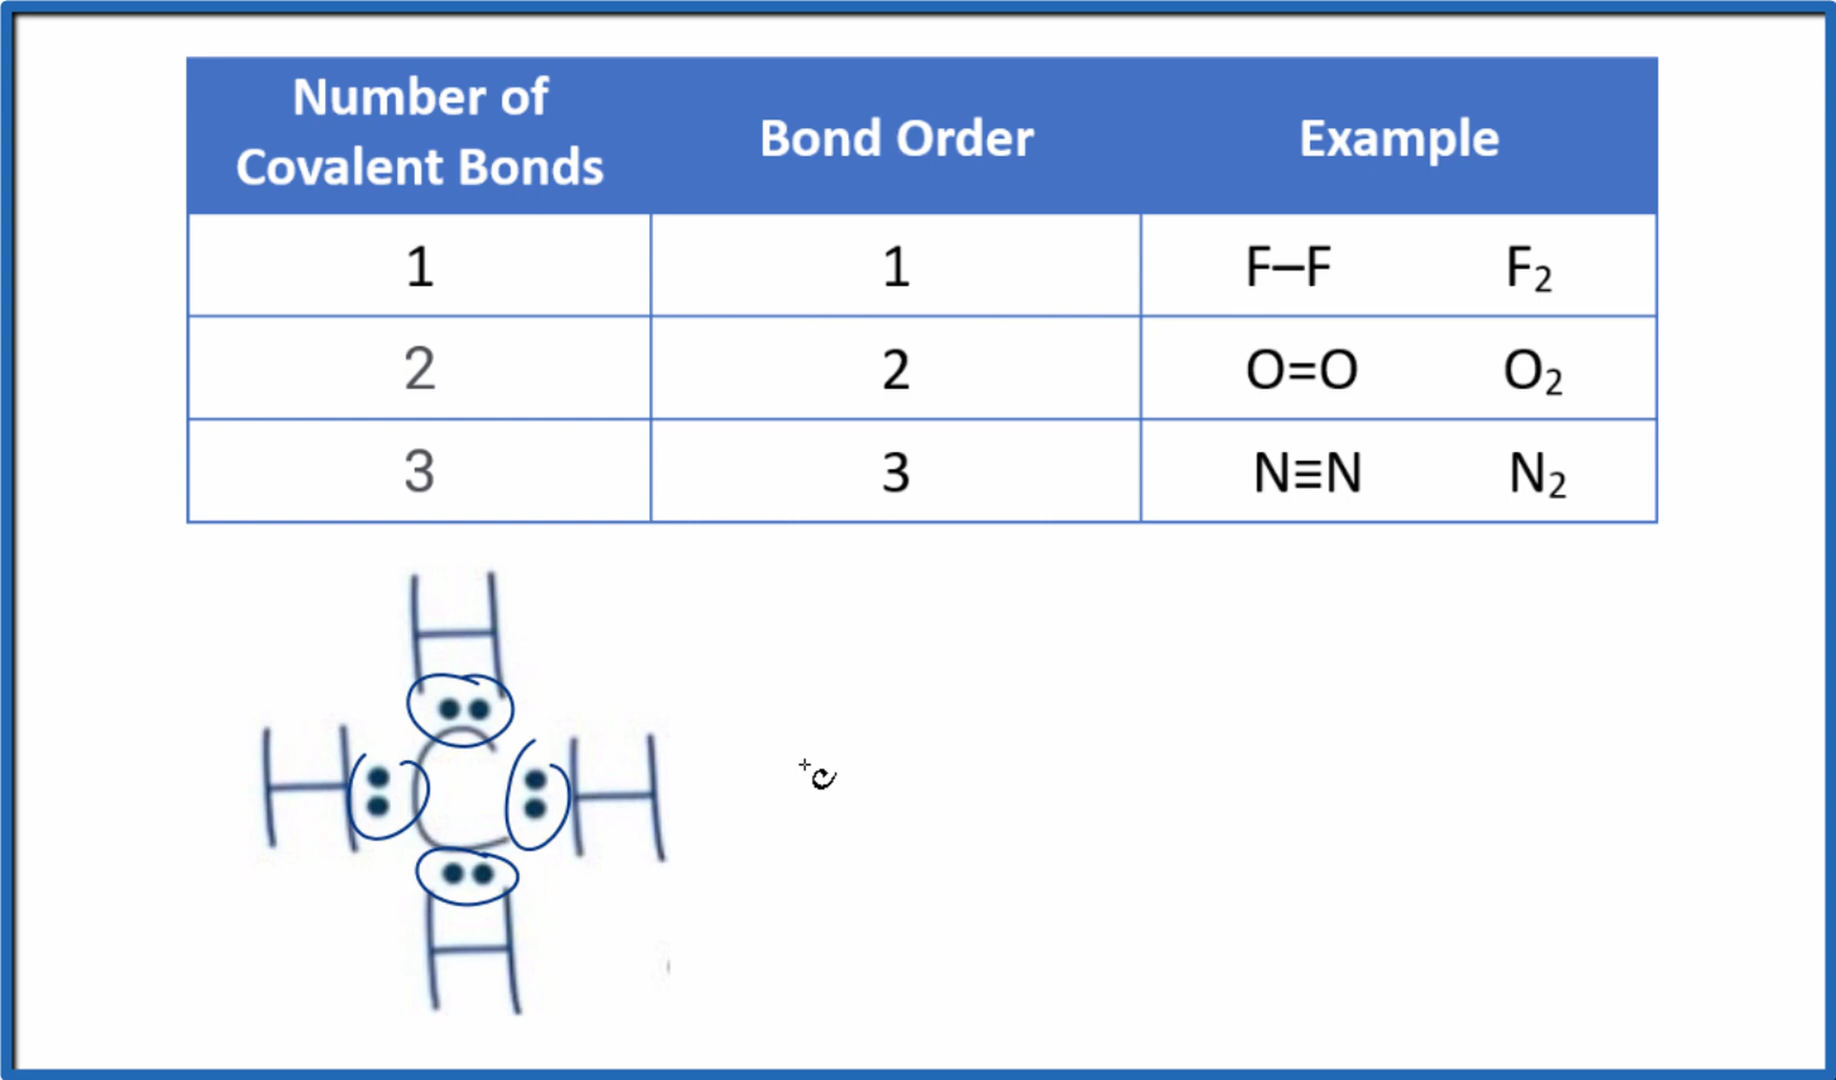 Number of
Covalent Bonds
Bond Order
Example
1
1
F–F
F₂
2
2
O=O
O₂
3
3
N≡N
N₂
H
H C H
H